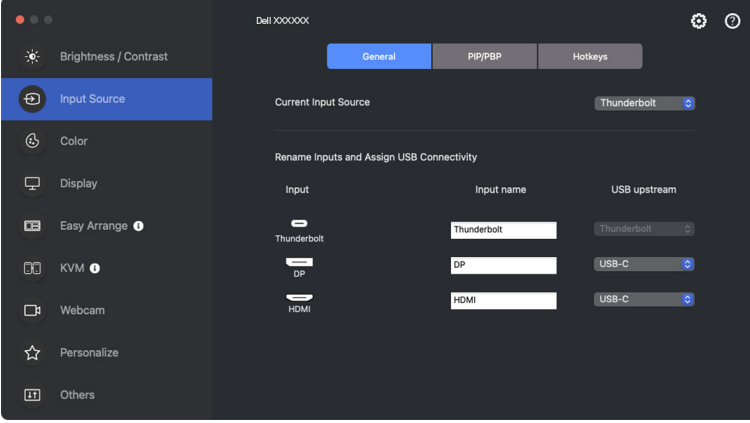 Dell XXXXXX
Brightness / Contrast
Input Source
Color
Display
Easy Arrange
KVM
Webcam
Personalize
Others
General PIP/PBP Hotkeys
Current Input Source Thunderbolt
Rename Inputs and Assign USB Connectivity
Input Input name USB upstream
Thunderbolt Thunderbolt Thunderbolt
DP DP USB-C
HDMI HDMI USB-C